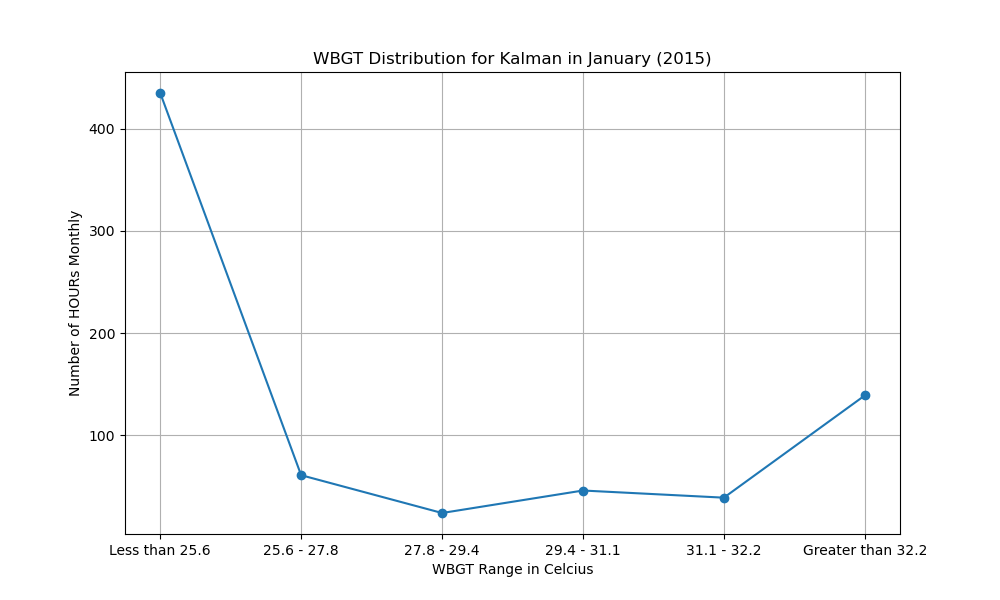 WBGT Distribution for Kalman in January (2015)
Number of HOURs Monthly
400
300
200
100
Less than 25.6
25.6 - 27.8
27.8 - 29.4
29.4 - 31.1
31.1 - 32.2
Greater than 32.2
WBGT Range in Celcius